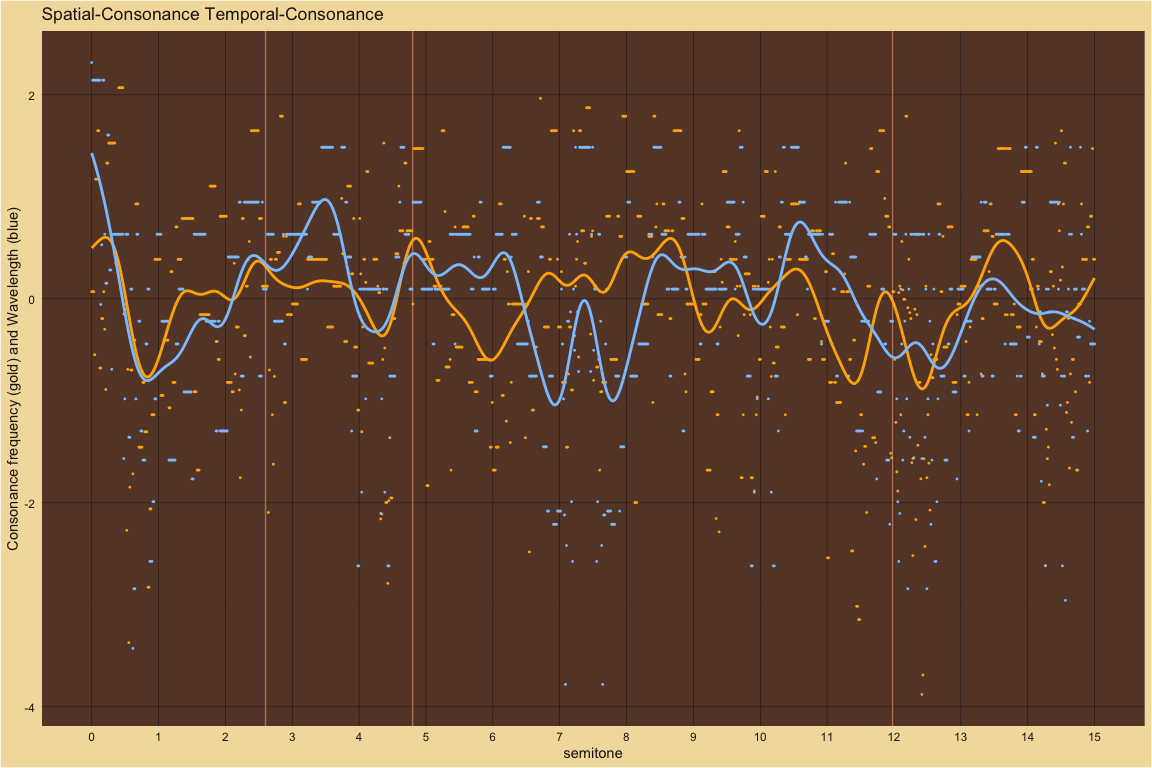 Spatial-Consonance Temporal-Consonance
Consonance frequency (gold) and Wavelength (blue)
2
0
-2
-4
0 1 2 3 4 5 6 7 8 9 10 11 12 13 14 15
semitone